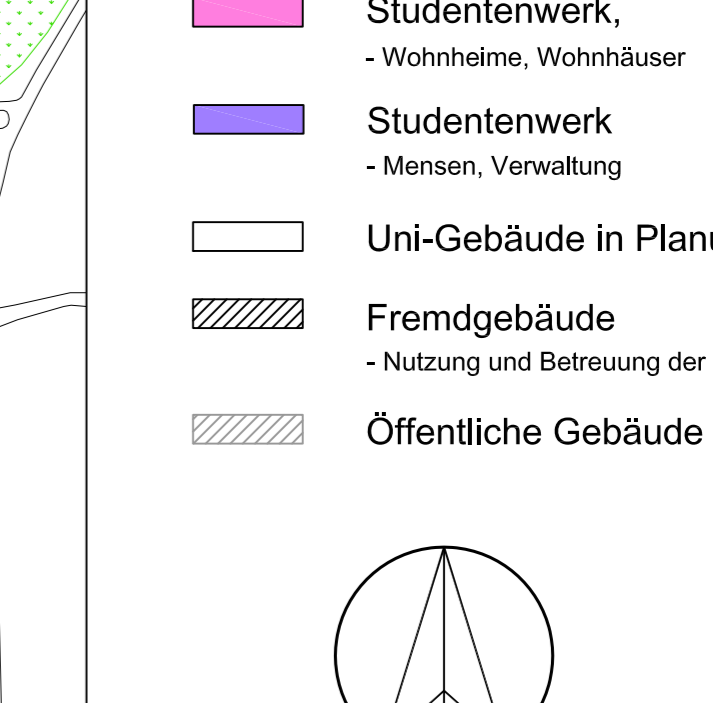 Studentenwerk,
- Wohnheime, Wohnhäuser
Studentenwerk
- Mensen, Verwaltung
Uni-Gebäude in
Fremdgebäude
- Nutzung und Betreuung der
Öffentliche Gebäude